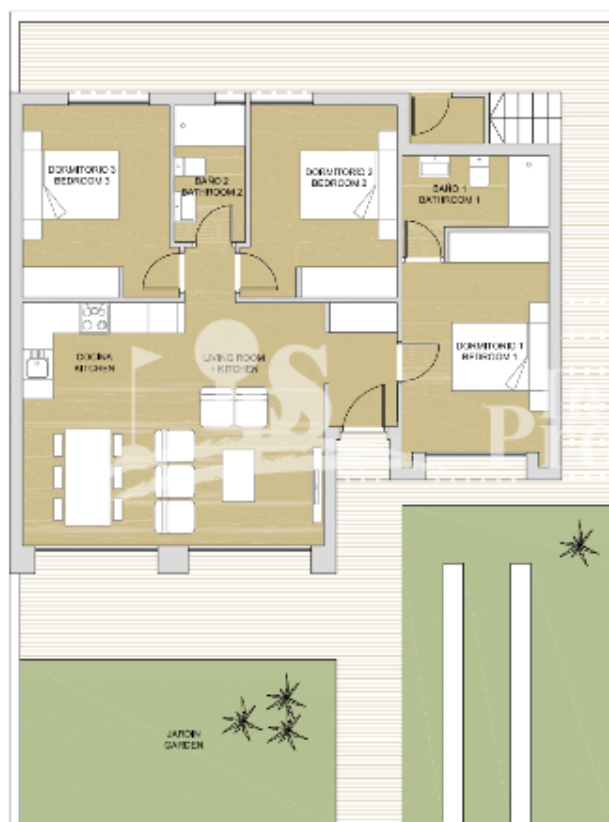 DORMITORIO 3
BEDROOM 3
BAÑO 2
BATHROOM 2
DORMITORIO 2
BEDROOM 2
BAÑO 1
BATHROOM 1
COCINA
KITCHEN
LIVING ROOM
+ KITCHEN
DORMITORIO 1
BEDROOM 1
JARDIN
GARDEN